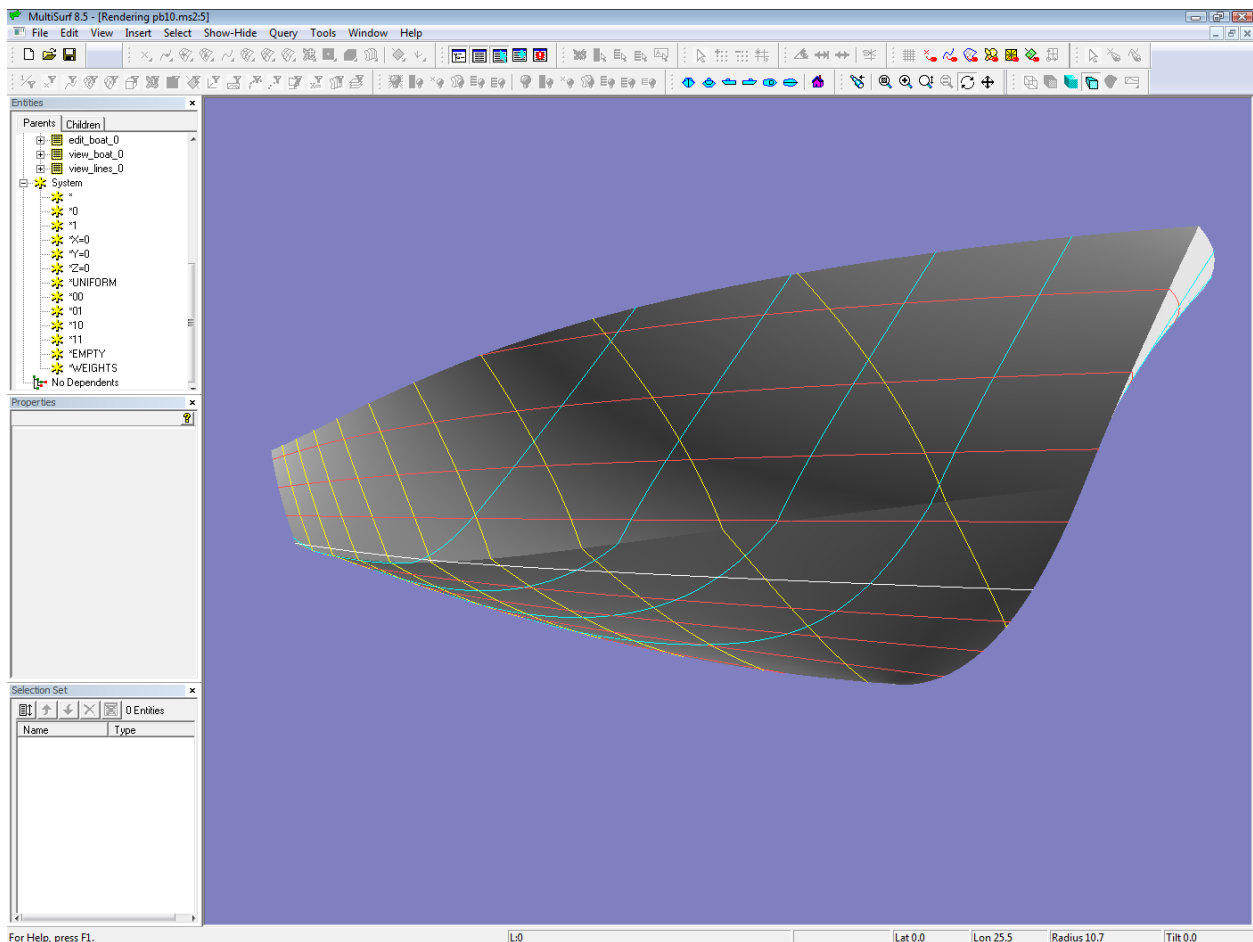 MultiSurf 8.5 - [Rendering pb10.ms2:5]
File Edit View Insert Select Show-Hide Query Tools Window Help
Entities
Parents Children
edit_boat_0
view_boat_0
view_lines_0
System
*
*0
*1
*X=0
*Y=0
*Z=0
*UNIFORM
*00
*01
*10
*11
*EMPTY
*WEIGHTS
No Dependents
Properties
Selection Set
0 Entities
Name Type
For Help, press F1. L:0 Lat 0.0 Lon 25.5 Radius 10.7 Tilt 0.0